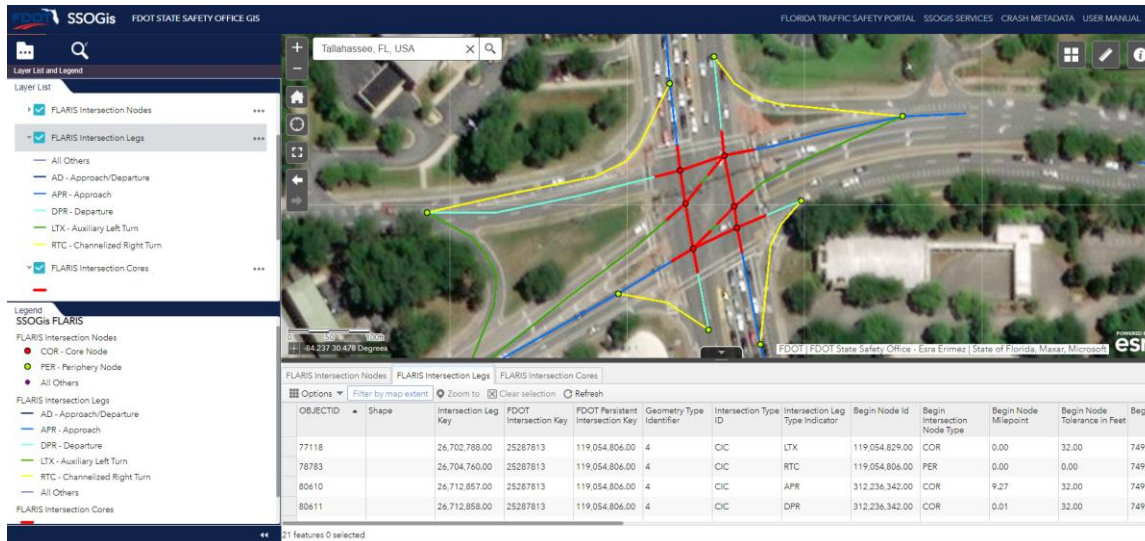 FDOT SSOGis FDOT STATE SAFETY OFFICE GIS
FLORIDA TRAFFIC SAFETY PORTAL SSOGIS SERVICES CRASH METADATA USER MANUAL
Layer List and Legend
Layer List
FLARIS Intersection Nodes
FLARIS Intersection Legs
All Others
AD - Approach/Departure
APR - Approach
DPR - Departure
LTX - Auxiliary Left Turn
RTC - Channelized Right Turn
FLARIS Intersection Cores
Legend
SSOGis FLARIS
FLARIS Intersection Nodes
COR - Core Node
PER - Periphery Node
All Others
FLARIS Intersection Legs
AD - Approach/Departure
APR - Approach
DPR - Departure
LTX - Auxiliary Left Turn
RTC - Channelized Right Turn
All Others
FLARIS Intersection Cores
Tallahassee, FL, USA
0 50 100ft
-84.237 30.478 Degrees
POWERED
esri
FDOT | FDOT State Safety Office - Esra Erimez | State of Florida, Maxar, Microsoft
FLARIS Intersection Nodes FLARIS Intersection Legs FLARIS Intersection Cores
Options Filter by map extent Zoom to Clear selection Refresh
OBJECTID Shape Intersection Leg Key FDOT Intersection Key FDOT Persistent Intersection Key Geometry Type Identifier Intersection Type ID Intersection Leg Type Indicator Begin Node Id Begin Intersection Node Type Begin Node Milepoint Begin Node Tolerance in Feet Beg
77118 26,702,788.00 25287813 119,054,806.00 4 CIC LTX 119,054,829.00 COR 0.00 32.00 749
78783 26,704,760.00 25287813 119,054,806.00 4 CIC RTC 119,054,806.00 PER 0.00 0.00 749
80610 26,712,857.00 25287813 119,054,806.00 4 CIC APR 312,236,342.00 COR 9.27 32.00 749
80611 26,712,858.00 25287813 119,054,806.00 4 CIC DPR 312,236,342.00 COR 0.01 32.00 749
21 features 0 selected